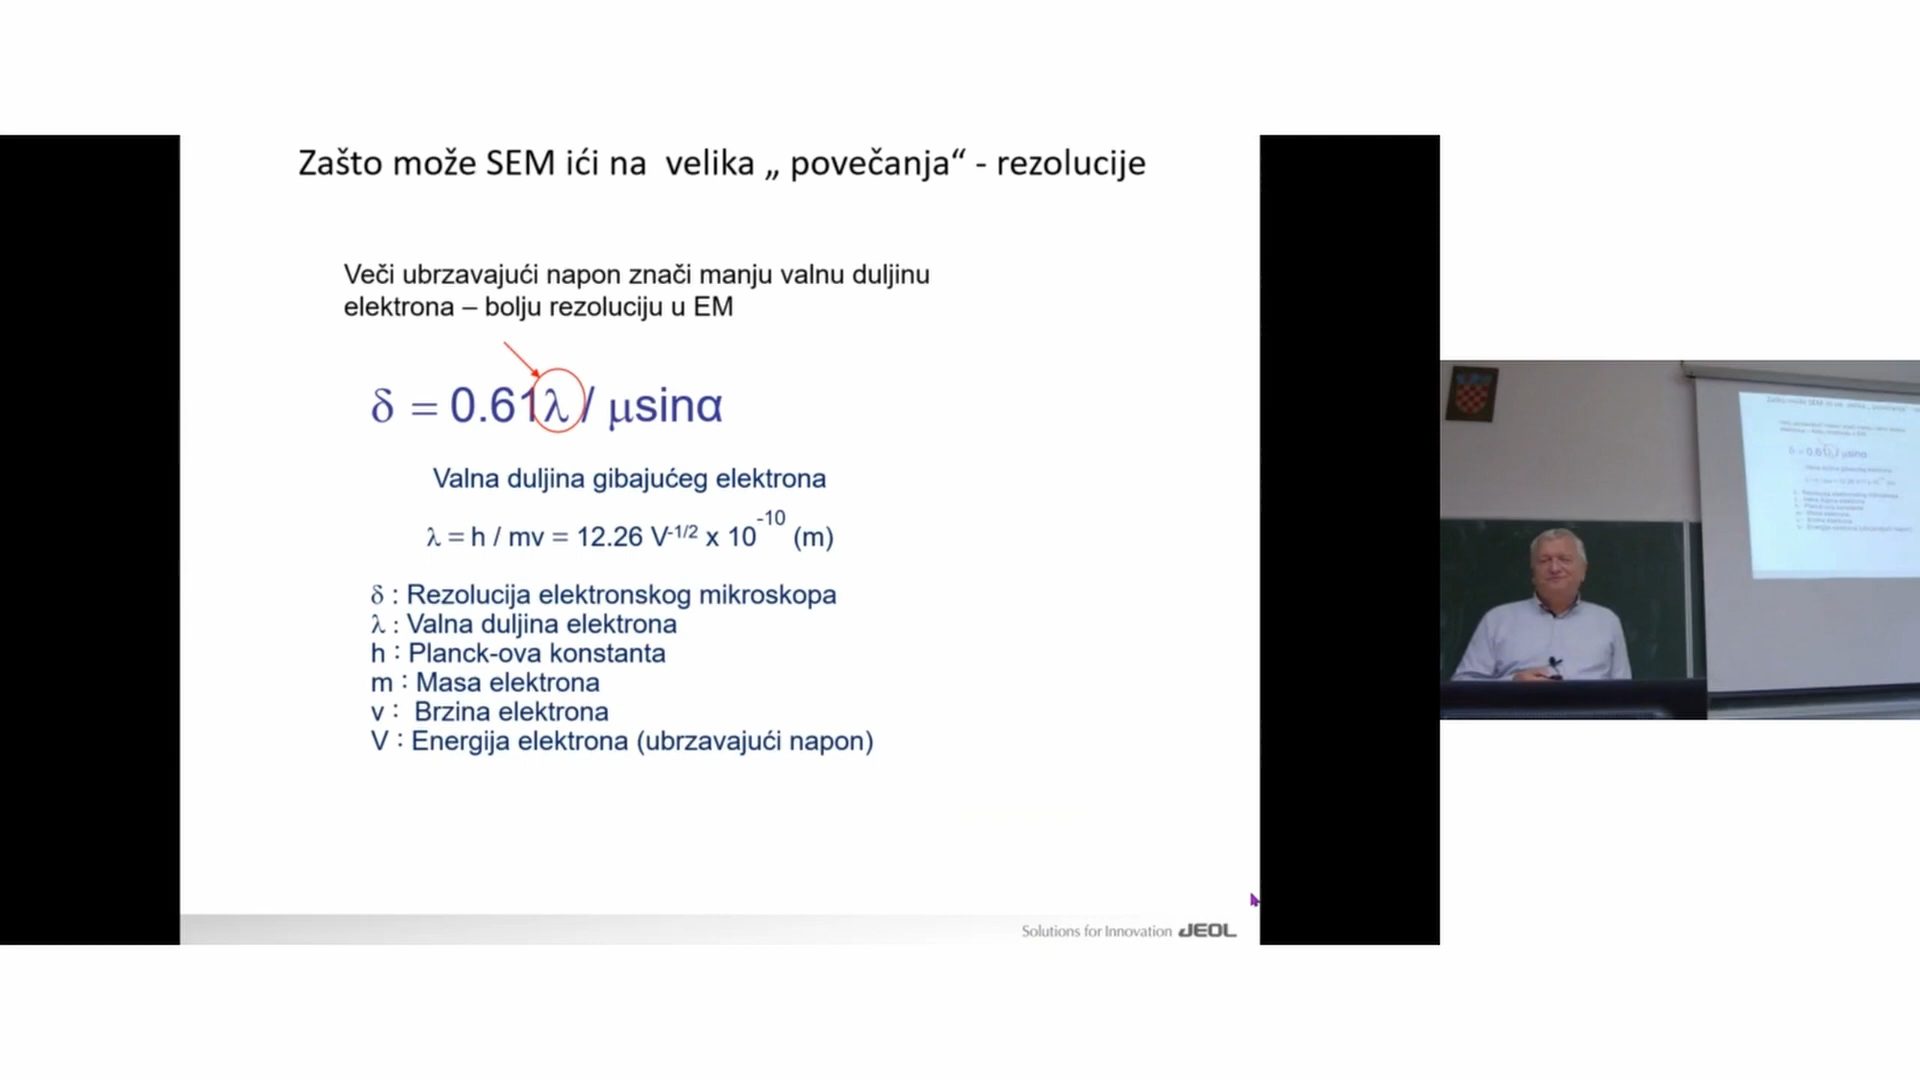 Zašto može SEM ići na velika „ povečanja“ - rezolucije
Veči ubrzavajući napon znači manju valnu duljinu
elektrona – bolju rezoluciju u EM
δ = 0.61λ / μsinα
Valna duljina gibajućeg elektrona
λ = h / mv = 12.26 V⁻¹/² x 10⁻¹⁰ (m)
δ : Rezolucija elektronskog mikroskopa
λ : Valna duljina elektrona
h : Planck-ova konstanta
m : Masa elektrona
v : Brzina elektrona
V : Energija elektrona (ubrzavajući napon)
Solutions for Innovation JEOL